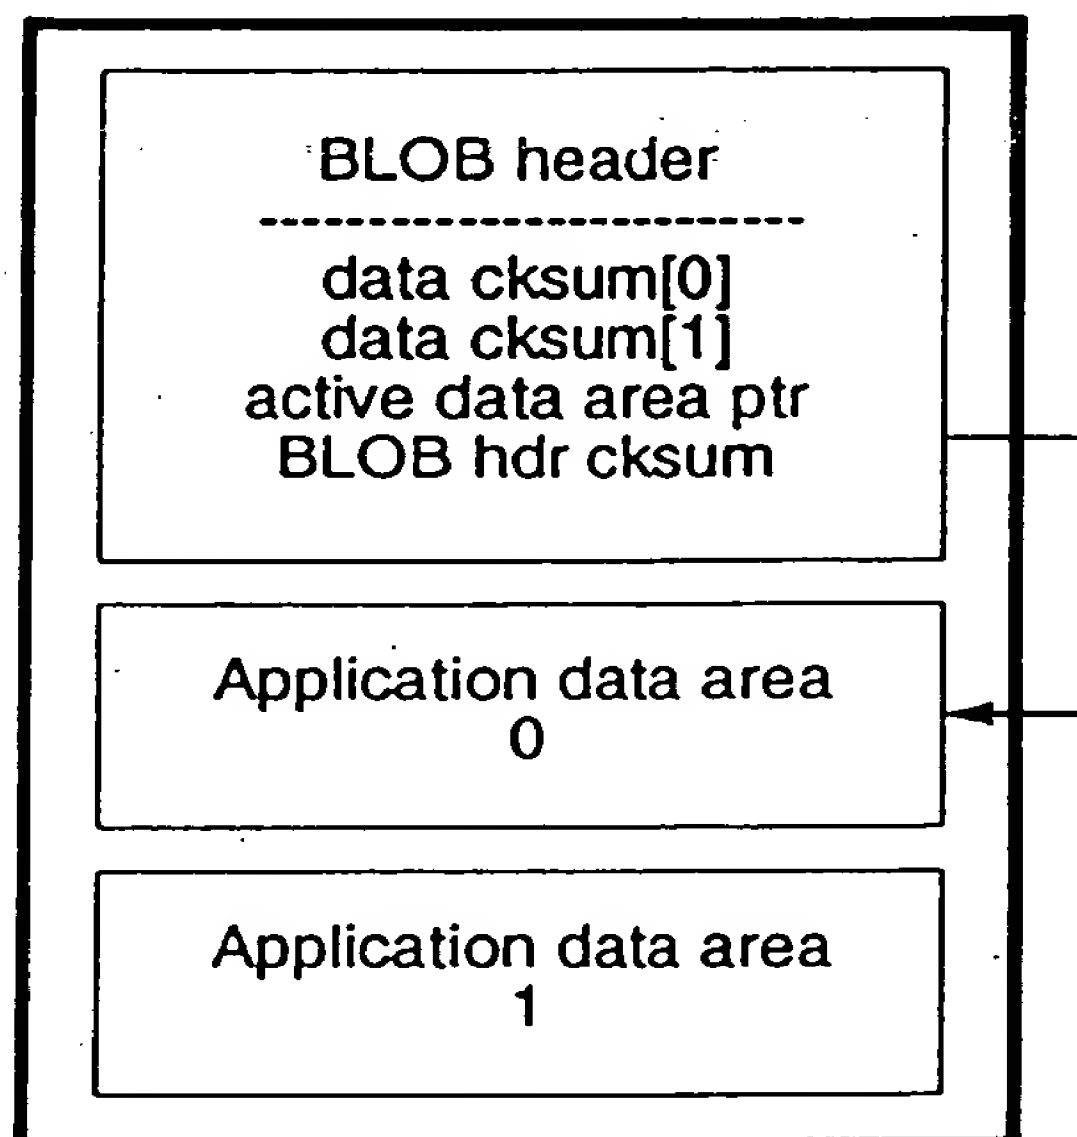 BLOB header
-------------------------
data cksum[0]
data cksum[1]
active data area ptr
BLOB hdr cksum
Application data area
0
Application data area
1